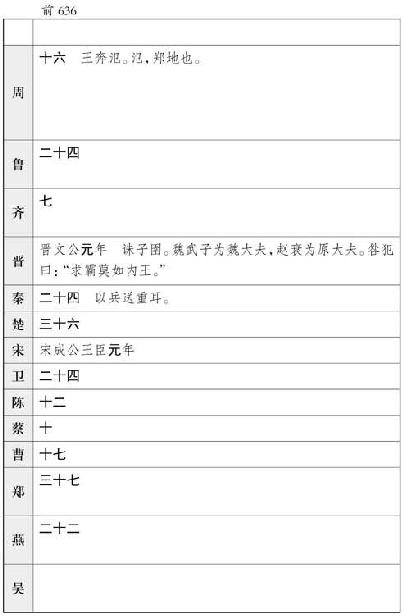 前 636
周
十六　王奔氾。氾，郑地也。
鲁
二十四
齐
七
晋
晋文公元年　诛子圉。魏武子为魏大夫，赵衰为原大夫。咎犯
曰：“求霸莫如内王。”
秦
二十四　以兵送重耳。
楚
三十六
宋
宋成公王臣元年
卫
二十四
陈
十二
蔡
十
曹
十七
郑
三十七
燕
二十二
吴